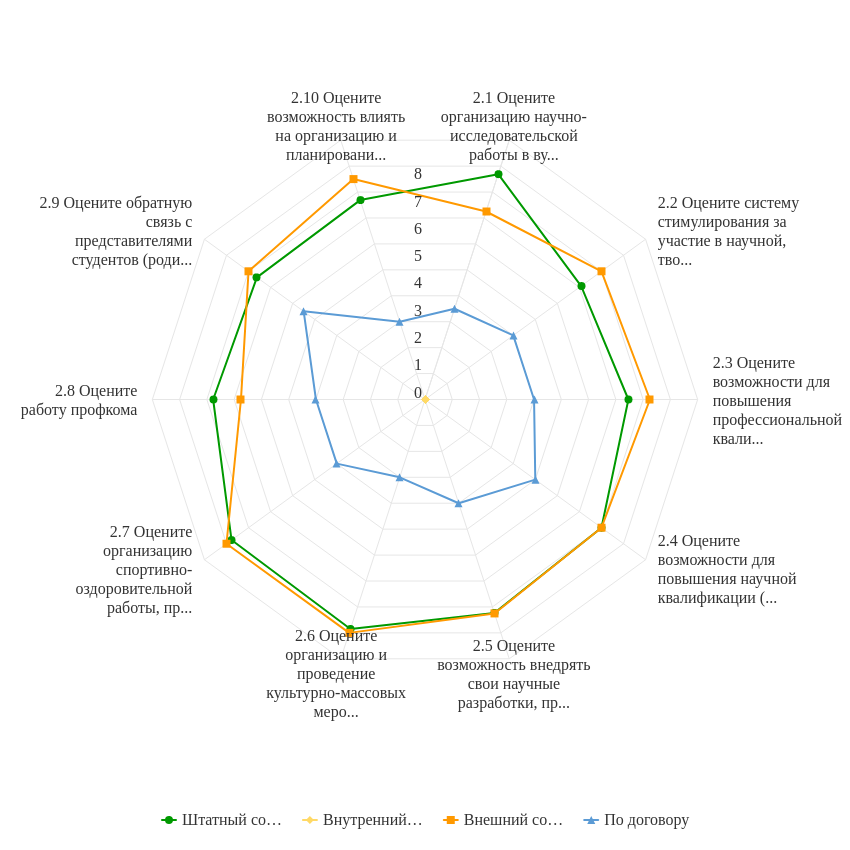 2.10 Оцените
возможность влиять
на организацию и
планировани...
2.1 Оцените
организацию научно-
исследовательской
работы в ву...
2.2 Оцените систему
стимулирования за
участие в научной,
тво...
2.3 Оцените
возможности для
повышения
профессиональной
квали...
2.4 Оцените
возможности для
повышения научной
квалификации (...
2.5 Оцените
возможность внедрять
свои научные
разработки, пр...
2.6 Оцените
организацию и
проведение
культурно-массовых
меро...
2.7 Оцените
организацию
спортивно-
оздоровительной
работы, пр...
2.8 Оцените
работу профкома
2.9 Оцените обратную
связь с
представителями
студентов (роди...
8
7
6
5
4
3
2
1
0
Штатный со…
Внутренний…
Внешний со…
По договору